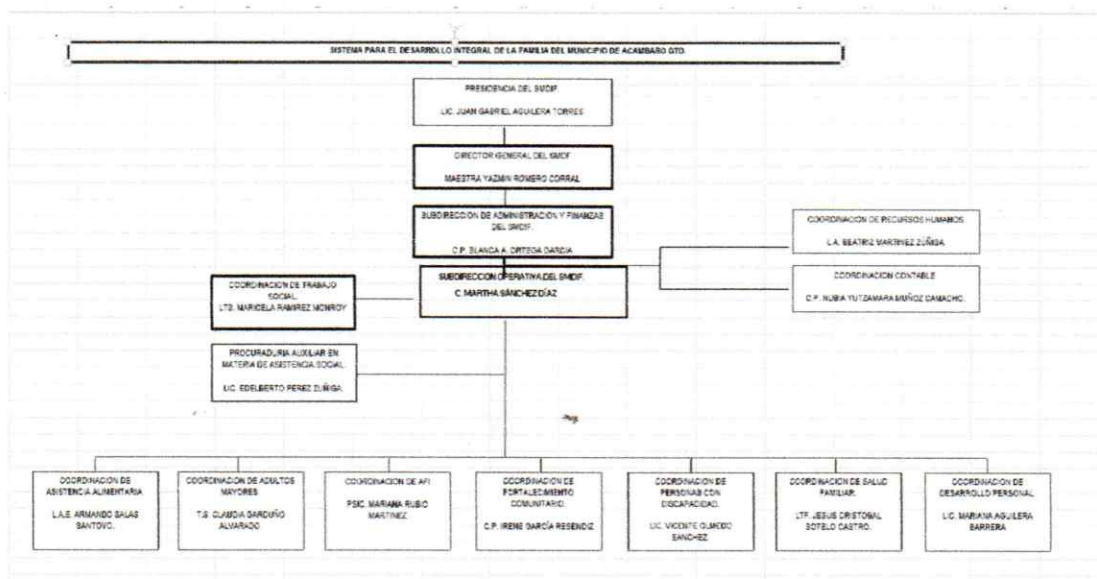 SISTEMA PARA EL DESARROLLO INTEGRAL DE LA FAMILIA DEL MUNICIPIO DE ACAMBARO GTO.
PRESIDENCIA DEL SMDIF.
LIC. JUAN GABRIEL AGUILERA TORRES
DIRECTOR GENERAL DEL SMDIF
MAESTRA YAZMIN ROMERO CORRAL
SUBDIRECCION DE ADMINISTRACION Y FINANZAS
DEL SMDIF.
C.P. BLANCA A. ORTEGA GARCIA
COORDINACION DE RECURSOS HUMANOS
L.A. BEATRIZ MARTINEZ ZUÑIGA
SUBDIRECCION OPERATIVA DEL SMDIF.
C. MARTHA SÁNCHEZ DÍAZ
COORDINACION CONTABLE
C.P. NUBIA YUTZAMARA MUÑOZ CAMACHO.
COORDINACION DE TRABAJO
SOCIAL.
LTS. MARICELA RAMIREZ MONROY
PROCURADURIA AUXILIAR EN
MATERIA DE ASISTENCIA SOCIAL.
LIC. EDELBERTO PEREZ ZUÑIGA.
COORDINACION DE
ASISTENCIA ALIMENTARIA
L.A.E. ARMANDO SALAS
SANTOYO.
COORDINACION DE ADULTOS
MAYORES
T.S. CLAUDIA GARDUÑO
ALVARADO
COORDINACION DE AFI
PSIC. MARIANA RUBIO
MARTINEZ
COORDINACION DE
FORTALECIMIENTO
COMUNITARIO.
C.P. IRENE GARCÍA RESENDIZ
COORDINACION DE
PERSONAS CON
DISCAPACIDAD.
LIC. VICENTE OLMEDO
SANCHEZ
COORDINACION DE SALUD
FAMILIAR.
LTF. JESUS CRISTOBAL
SOTELO CASTRO.
COORDINACION DE
DESARROLLO PERSONAL
LIC. MARIANA AGUILERA
BARRERA